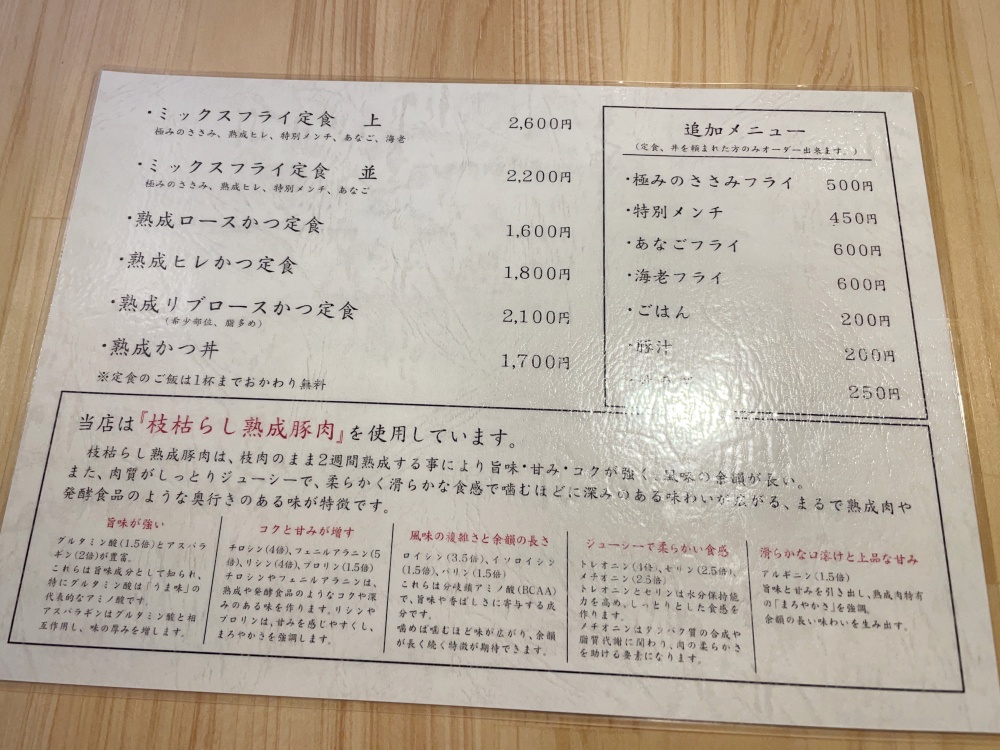 ・ミックスフライ定食　上　2,600円
極みのささみ、熟成ヒレ、特別メンチ、あなご、海老
・ミックスフライ定食　並　2,200円
極みのささみ、熟成ヒレ、特別メンチ、あなご
・熟成ロースかつ定食　1,600円
・熟成ヒレかつ定食　1,800円
・熟成リブロースかつ定食　2,100円
（希少部位、脂多め）
・熟成かつ丼　1,700円
※定食のご飯は1杯までおかわり無料
追加メニュー
（定食、丼を頼まれた方のみオーダー出来ます。）
・極みのささみフライ　500円
・特別メンチ　450円
・あなごフライ　600円
・海老フライ　600円
・ごはん　200円
・豚汁　200円
250円
当店は『枝枯らし熟成豚肉』を使用しています。
枝枯らし熟成豚肉は、枝肉のまま2週間熟成する事により旨味・甘み・コクが強く、風味の余韻が長い。
また、肉質がしっとりジューシーで、柔らかく滑らかな食感で噛むほどに深みのある味わいが広がる、まるで熟成肉や
発酵食品のような奥行きのある味が特徴です。
旨味が強い
グルタミン酸(1.5倍)とアスパラ
ギン(2倍)が豊富。
これらは旨味成分として知られ、
特にグルタミン酸は「うま味」の
代表的なアミノ酸です。
アスパラギンはグルタミン酸と相
互作用し、味の厚みを増します。
コクと甘みが増す
チロシン(4倍)、フェニルアラニン(5
倍)、リシン(4倍)、プロリン(1.5倍)
チロシンやフェニルアラニンは、
熟成や発酵食品のようなコクや深
みのある味を作ります。リシンや
プロリンは、甘みを感じやすくし、
まろやかさを強調します。
風味の複雑さと余韻の長さ
ロイシン(3.5倍)、イソロイシン
(1.5倍)、バリン(1.5倍)
これらは分岐鎖アミノ酸(BCAA)
で、旨味や香ばしさに寄与する成
分です。
噛めば噛むほど味が広がり、余韻
が長く続く特徴が期待できます。
ジューシーで柔らかい食感
トレオニン(4倍)、セリン(2.5倍)、
メチオニン(2.5倍)
トレオニンとセリンは水分保持能
力を高め、しっとりとした食感を
作ります。
メチオニンはタンパク質の合成や
脂質代謝に関わり、肉の柔らかさ
を助ける要素になります。
滑らかな口溶けと上品な甘み
アルギニン(1.5倍)
旨味と甘みを引き出し、熟成肉特有
の「まろやかさ」を強調。
余韻の長い味わいを生み出す。